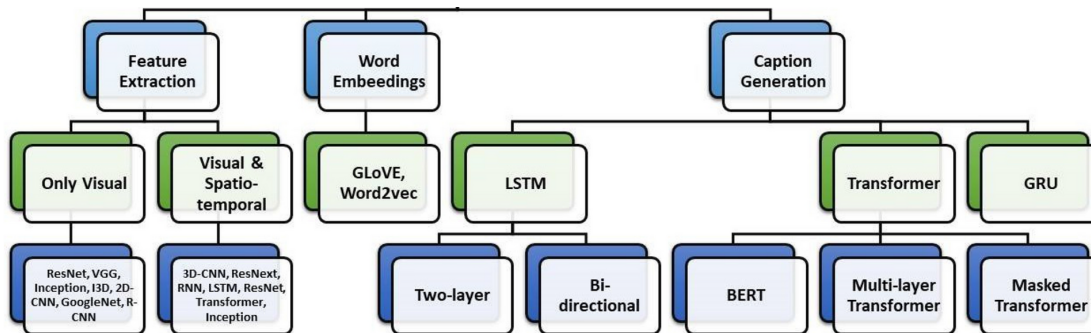 Feature
Extraction
Word
Embeedings
Caption
Generation
Only Visual
Visual &
Spatio-
temporal
GLoVE,
Word2vec
LSTM
Transformer
GRU
ResNet, VGG,
Inception, I3D, 2D-
CNN, GoogleNet, R-
CNN
3D-CNN, ResNext,
RNN, LSTM, ResNet,
Transformer,
Inception
Two-layer
Bi-
directional
BERT
Multi-layer
Transformer
Masked
Transformer